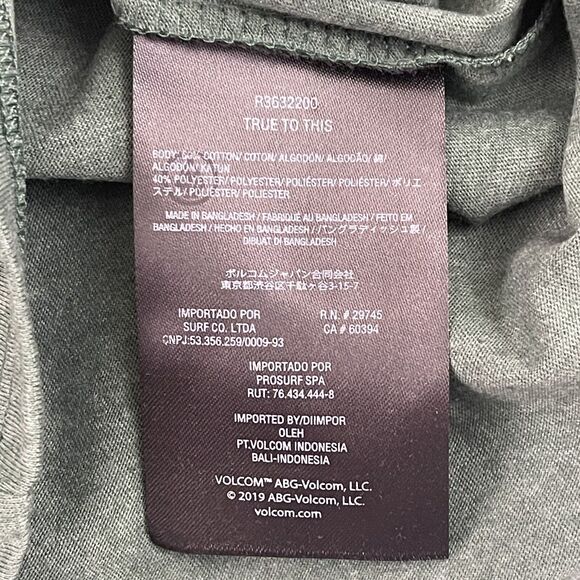 R3632200
TRUE TO THIS
BODY: 60% COTTON/ COTON/ ALGODÓN/ ALGODÃO/ 綿/
ALGODÓN/ KATUN
40% POLYESTER/ POLYESTER/ POLIÉSTER/ POLIÉSTER/ ポリエ
ステル/ POLIÉSTER/ POLIESTER
MADE IN BANGLADESH / FABRIQUÉ AU BANGLADESH / FEITO EM
BANGLADESH / HECHO EN BANGLADESH / バングラディッシュ製 /
DIBUAT DI BANGLADESH
ボルコムジャパン合同会社
東京都渋谷区千駄ヶ谷3-15-7
IMPORTADO POR R.N. # 29745
SURF CO. LTDA CA # 60394
CNPJ:53.356.259/0009-93
IMPORTADO POR
PROSURF SPA
RUT: 76.434.444-8
IMPORTED BY/DIIMPOR
OLEH
PT.VOLCOM INDONESIA
BALI-INDONESIA
VOLCOM™ ABG-Volcom, LLC.
© 2019 ABG-Volcom, LLC.
volcom.com